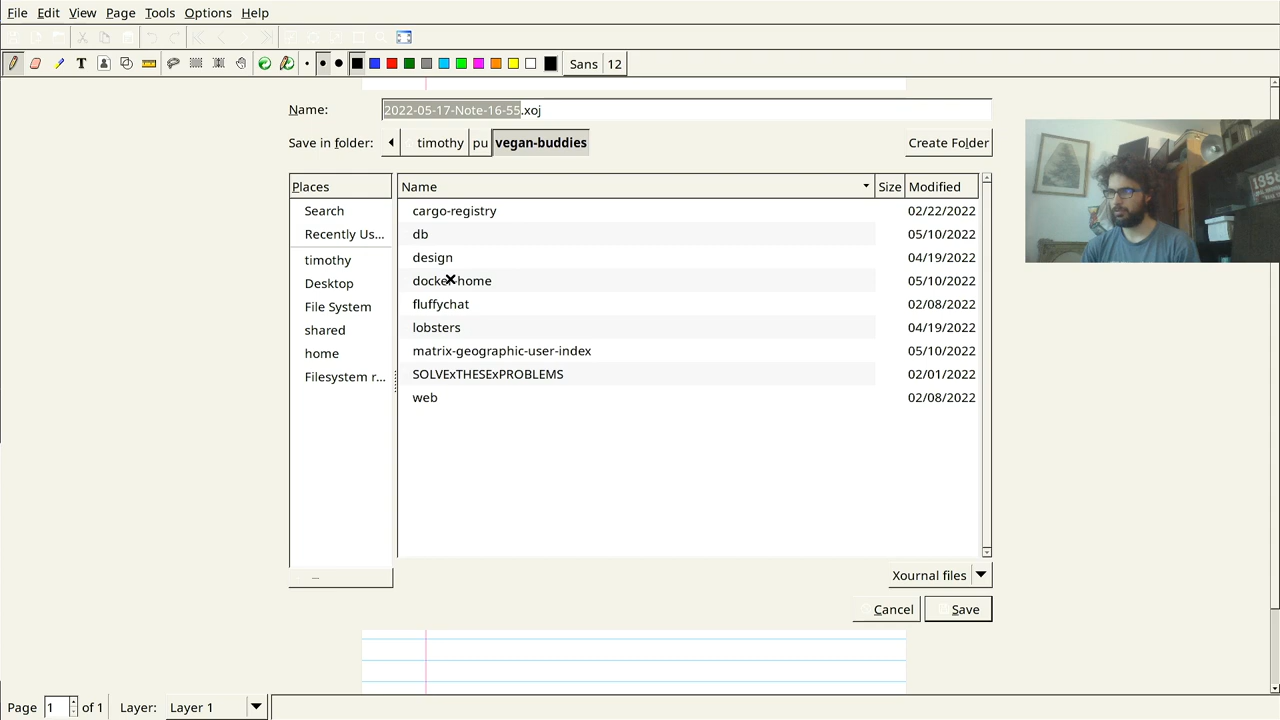 File Edit View Page Tools Options Help
T Sans 12
Name: 2022-05-17-Note-16-55.xoj
Save in folder: timothy pu vegan-buddies Create Folder
Places Name Size Modified
Search cargo-registry 02/22/2022
Recently Us... db 05/10/2022
timothy design 04/19/2022
Desktop docker-home 05/10/2022
File System fluffychat 02/08/2022
shared lobsters 04/19/2022
home matrix-geographic-user-index 05/10/2022
Filesystem r... SOLVExTHESExPROBLEMS 02/01/2022
web 02/08/2022
Xournal files
Cancel Save
Page 1 of 1 Layer: Layer 1